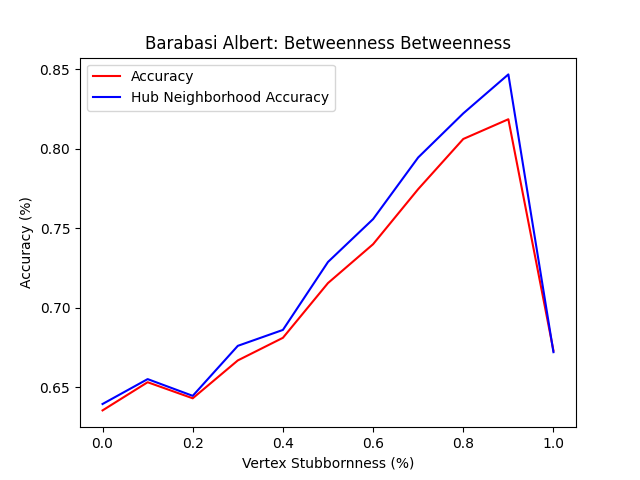 Barabasi Albert: Betweenness Betweenness
Accuracy
Hub Neighborhood Accuracy
Accuracy (%)
0.85
0.80
0.75
0.70
0.65
0.0 0.2 0.4 0.6 0.8 1.0
Vertex Stubbornness (%)